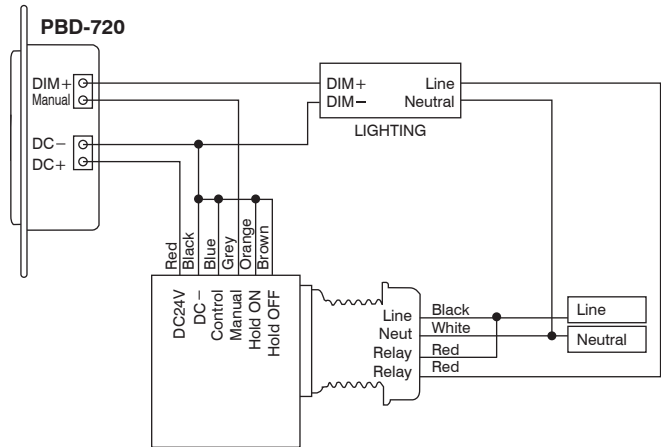 PBD-720
DIM+
Manual
DC−
DC+
DIM+ Line
DIM− Neutral
LIGHTING
Red
Black
Blue
Grey
Orange
Brown
DC24V
DC−
Control
Manual
Hold ON
Hold OFF
Line Black
Neut White
Relay Red
Relay Red
Line
Neutral